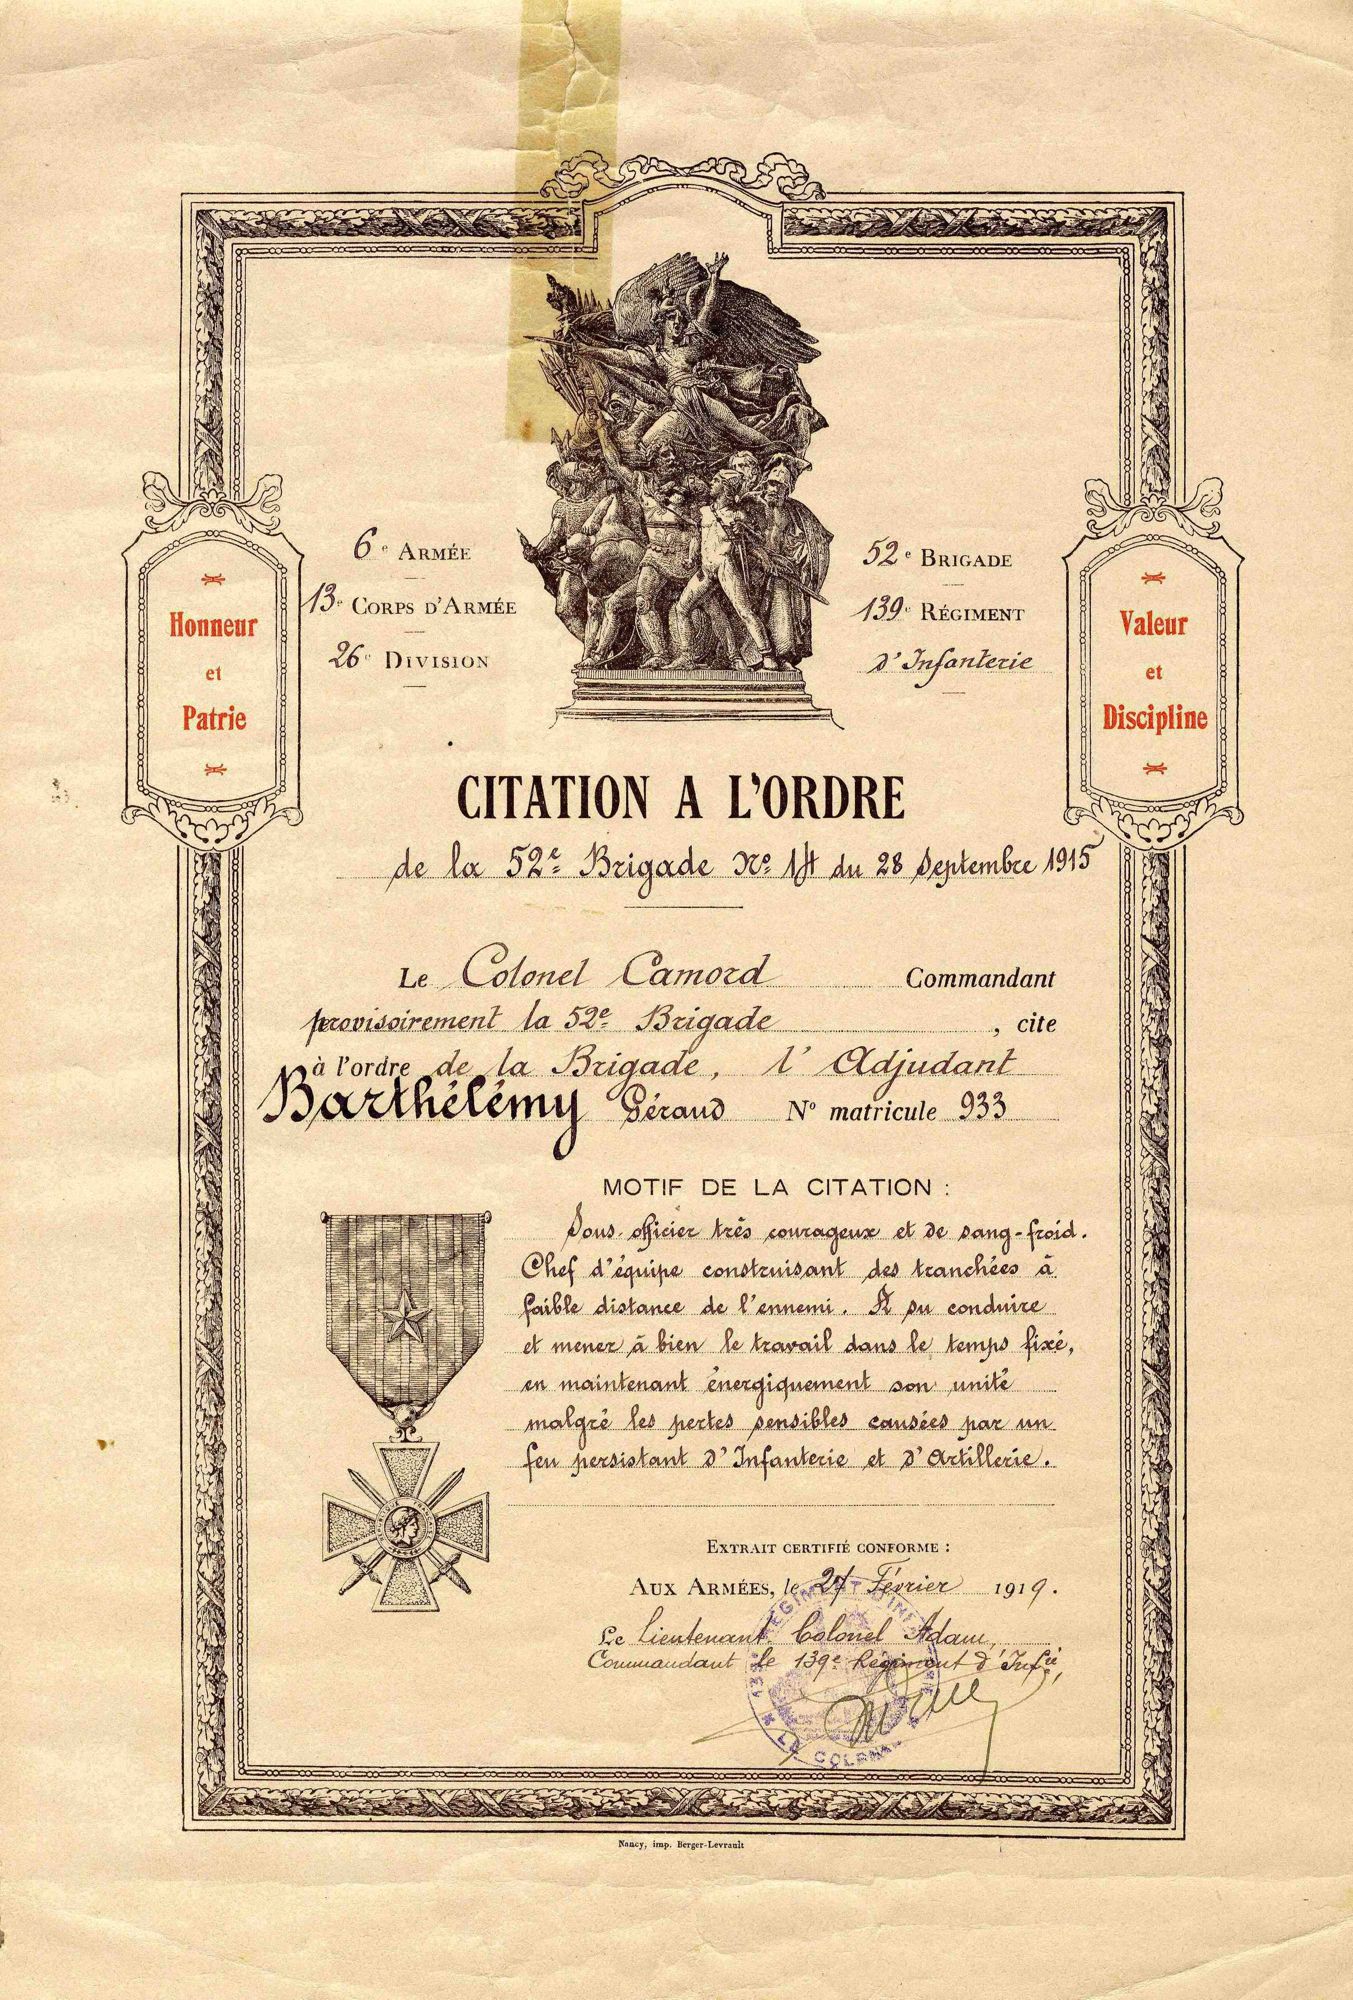 6e ARMÉE
13e CORPS D'ARMÉE
26e DIVISION
52e BRIGADE
139e RÉGIMENT
d'Infanterie
Honneur
et
Patrie
Valeur
et
Discipline
CITATION A L'ORDRE
de la 52e Brigade No 14 du 28 Septembre 1915
Le Colonel Camord Commandant
provisoirement la 52e Brigade, cite
à l'ordre de la Brigade, l'Adjudant
Barthélémy Géraud No matricule 933
MOTIF DE LA CITATION :
Sous-officier très courageux et de sang-froid.
Chef d'équipe construisant des tranchées à
faible distance de l'ennemi. A su conduire
et mener à bien le travail dans le temps fixé,
en maintenant énergiquement son unité
malgré les pertes sensibles causées par un
feu persistant d'Infanterie et d'Artillerie.
EXTRAIT CERTIFIÉ CONFORME :
AUX ARMÉES, le 27 Février 1919.
Le Lieutenant Colonel Adam,
Commandant le 139e Régiment d'Infie,
LE COLONEL
Nancy, imp. Berger-Levrault